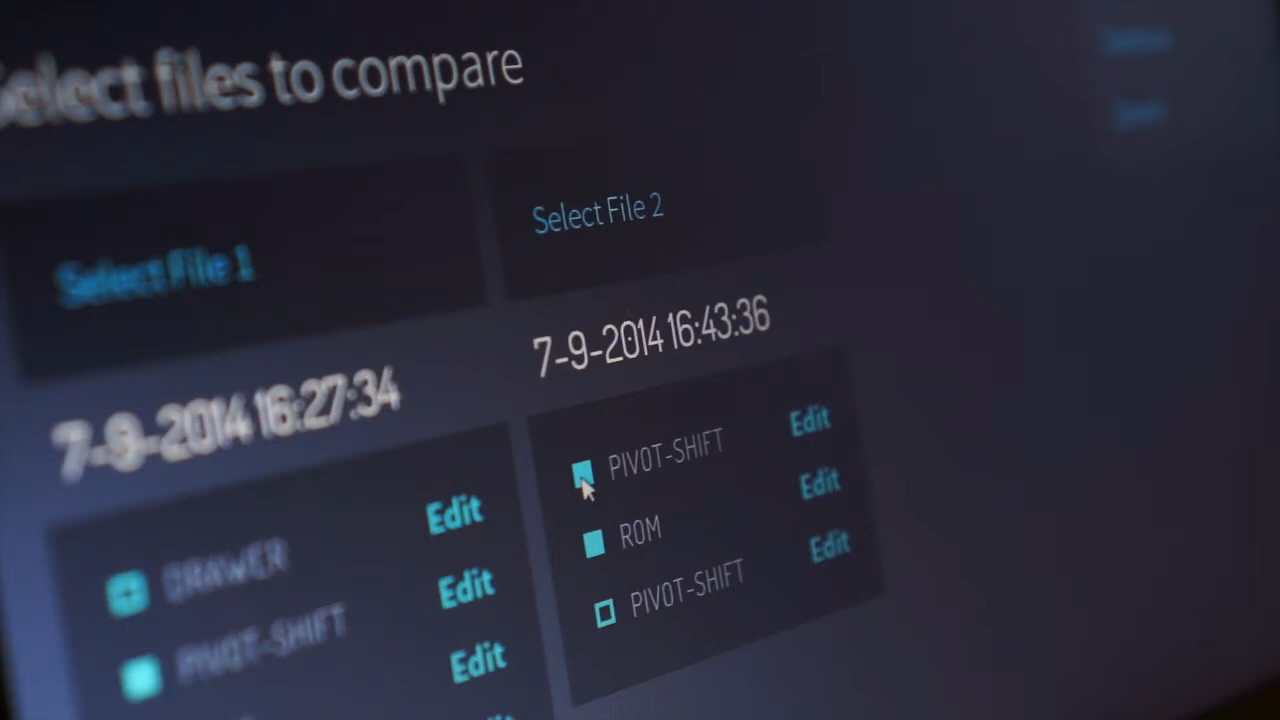 Select files to compare
Select File 1
7-9-2014 16:27:34
DRAWER Edit
PIVOT-SHIFT Edit
Edit
Select File 2
7-9-2014 16:43:36
PIVOT-SHIFT Edit
ROM Edit
PIVOT-SHIFT Edit